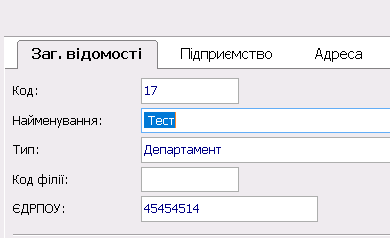 Заг. відомості Підприємство Адреса
Код: 17
Найменування: Тест
Тип: Департамент
Код філії:
ЄДРПОУ: 45454514